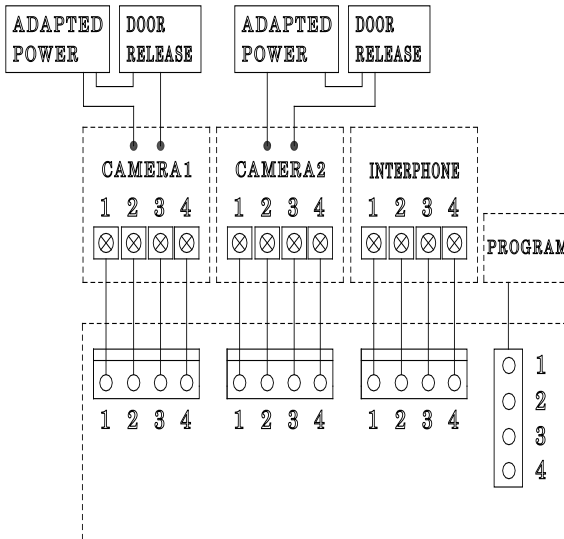 ADAPTED POWER
DOOR RELEASE
ADAPTED POWER
DOOR RELEASE
CAMERA1
CAMERA2
INTERPHONE
1 2 3 4
1 2 3 4
1 2 3 4
PROGRAM
1 2 3 4
1 2 3 4
1 2 3 4
1
2
3
4